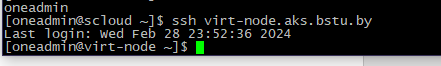 oneadmin
[oneadmin@scloud ~]$ ssh virt-node.aks.bstu.by
Last login: Wed Feb 28 23:52:36 2024
[oneadmin@virt-node ~]$